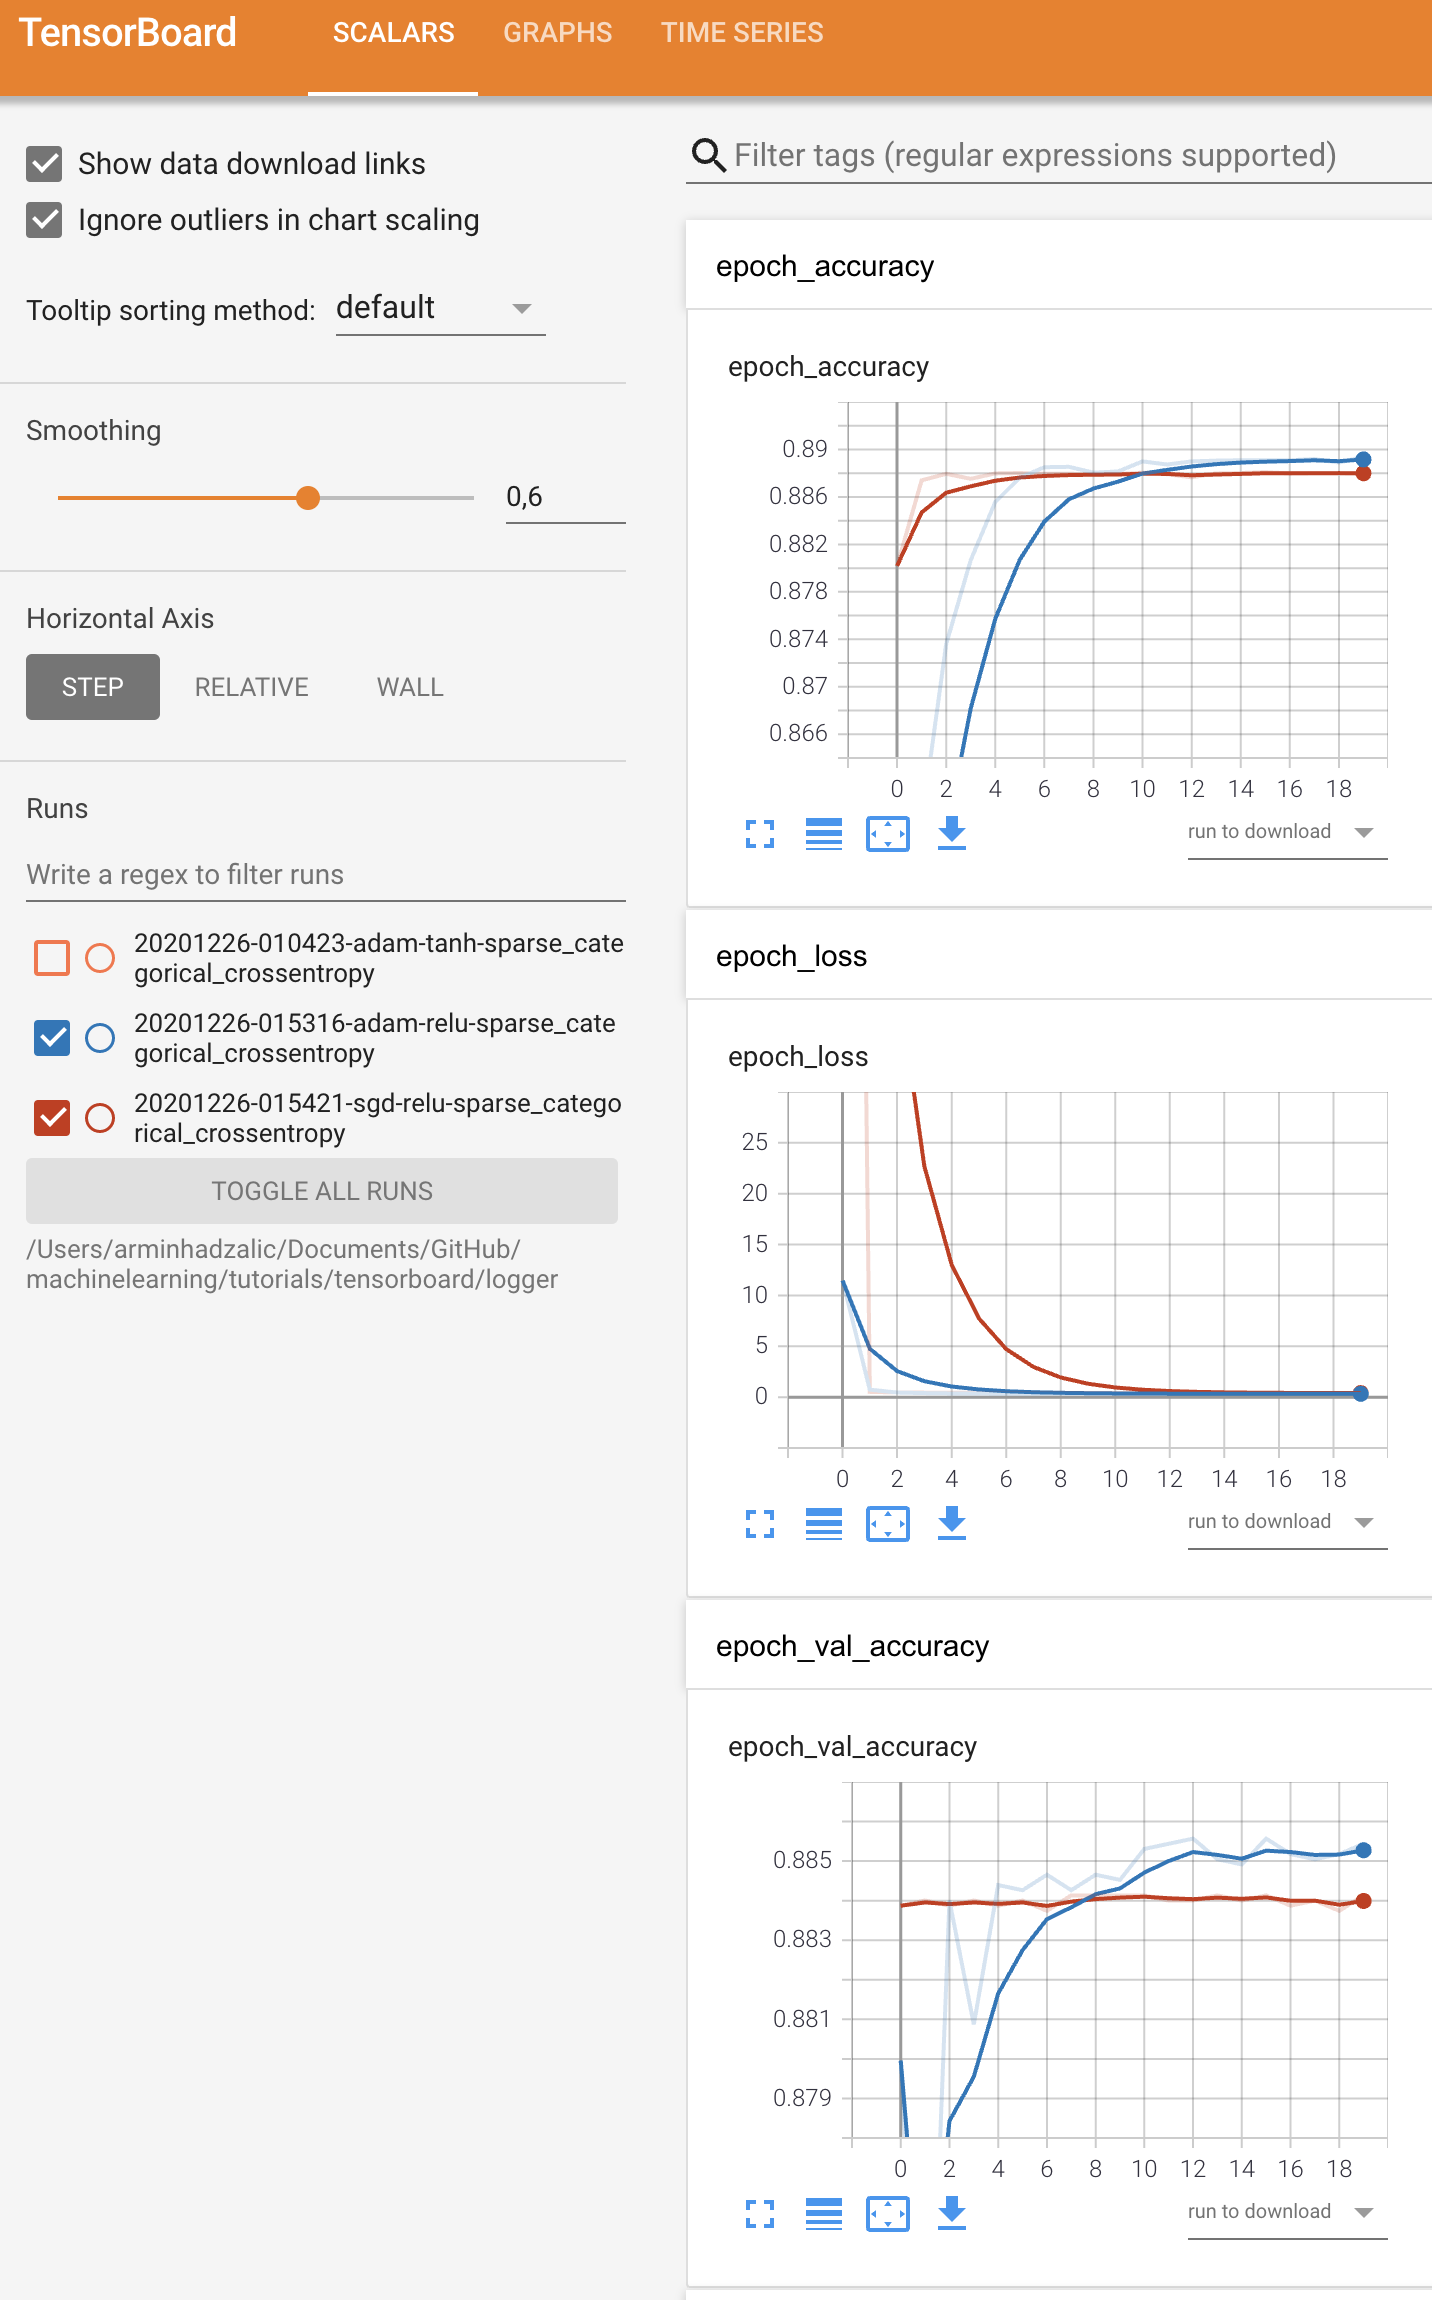 TensorBoard
SCALARS GRAPHS TIME SERIES
Show data download links
Ignore outliers in chart scaling
Tooltip sorting method: default
Smoothing
0,6
Horizontal Axis
STEP RELATIVE WALL
Runs
Write a regex to filter runs
20201226-010423-adam-tanh-sparse_cate
gorical_crossentropy
20201226-015316-adam-relu-sparse_cate
gorical_crossentropy
20201226-015421-sgd-relu-sparse_catego
rical_crossentropy
TOGGLE ALL RUNS
/Users/arminhadzalic/Documents/GitHub/
machinelearning/tutorials/tensorboard/logger
Filter tags (regular expressions supported)
epoch_accuracy
epoch_accuracy
0.89
0.886
0.882
0.878
0.874
0.87
0.866
0 2 4 6 8 10 12 14 16 18
run to download
epoch_loss
epoch_loss
25
20
15
10
5
0
0 2 4 6 8 10 12 14 16 18
run to download
epoch_val_accuracy
epoch_val_accuracy
0.885
0.883
0.881
0.879
0 2 4 6 8 10 12 14 16 18
run to download